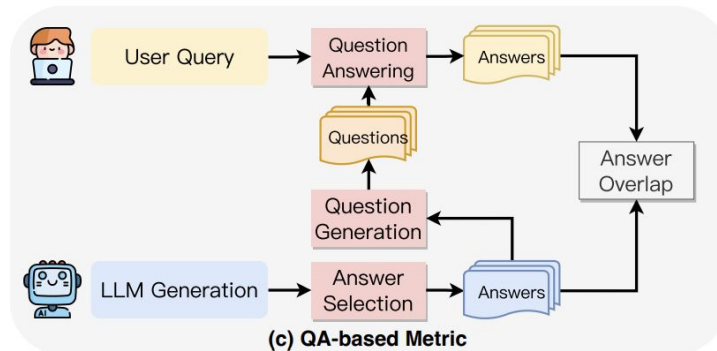 User Query
Question
Answering
Answers
Questions
Answer
Overlap
Question
Generation
LLM Generation
Answer
Selection
Answers
AI
(c) QA-based Metric